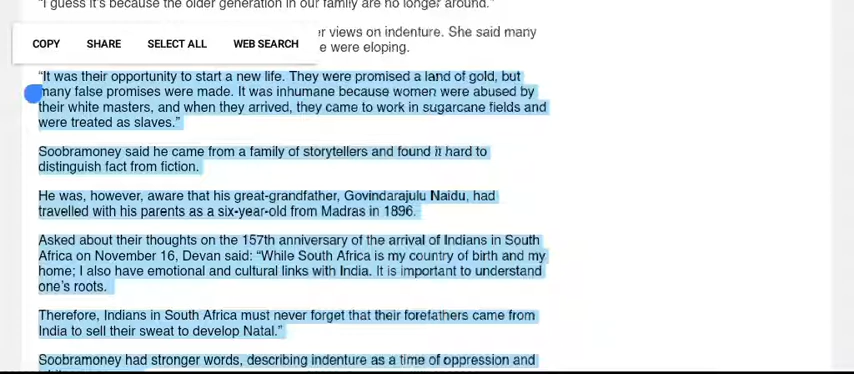 "I guess it's because the older generation in our family are no longer around."
COPY SHARE SELECT ALL WEB SEARCH
views on indenture. She said many
were eloping.
"It was their opportunity to start a new life. They were promised a land of gold, but
many false promises were made. It was inhumane because women were abused by
their white masters, and when they arrived, they came to work in sugarcane fields and
were treated as slaves."
Soobramoney said he came from a family of storytellers and found it hard to
distinguish fact from fiction.
He was, however, aware that his great-grandfather, Govindarajulu Naidu, had
travelled with his parents as a six-year-old from Madras in 1896.
Asked about their thoughts on the 157th anniversary of the arrival of Indians in South
Africa on November 16, Devan said: "While South Africa is my country of birth and my
home; I also have emotional and cultural links with India. It is important to understand
one's roots.
Therefore, Indians in South Africa must never forget that their forefathers came from
India to sell their sweat to develop Natal."
Soobramoney had stronger words, describing indenture as a time of oppression and